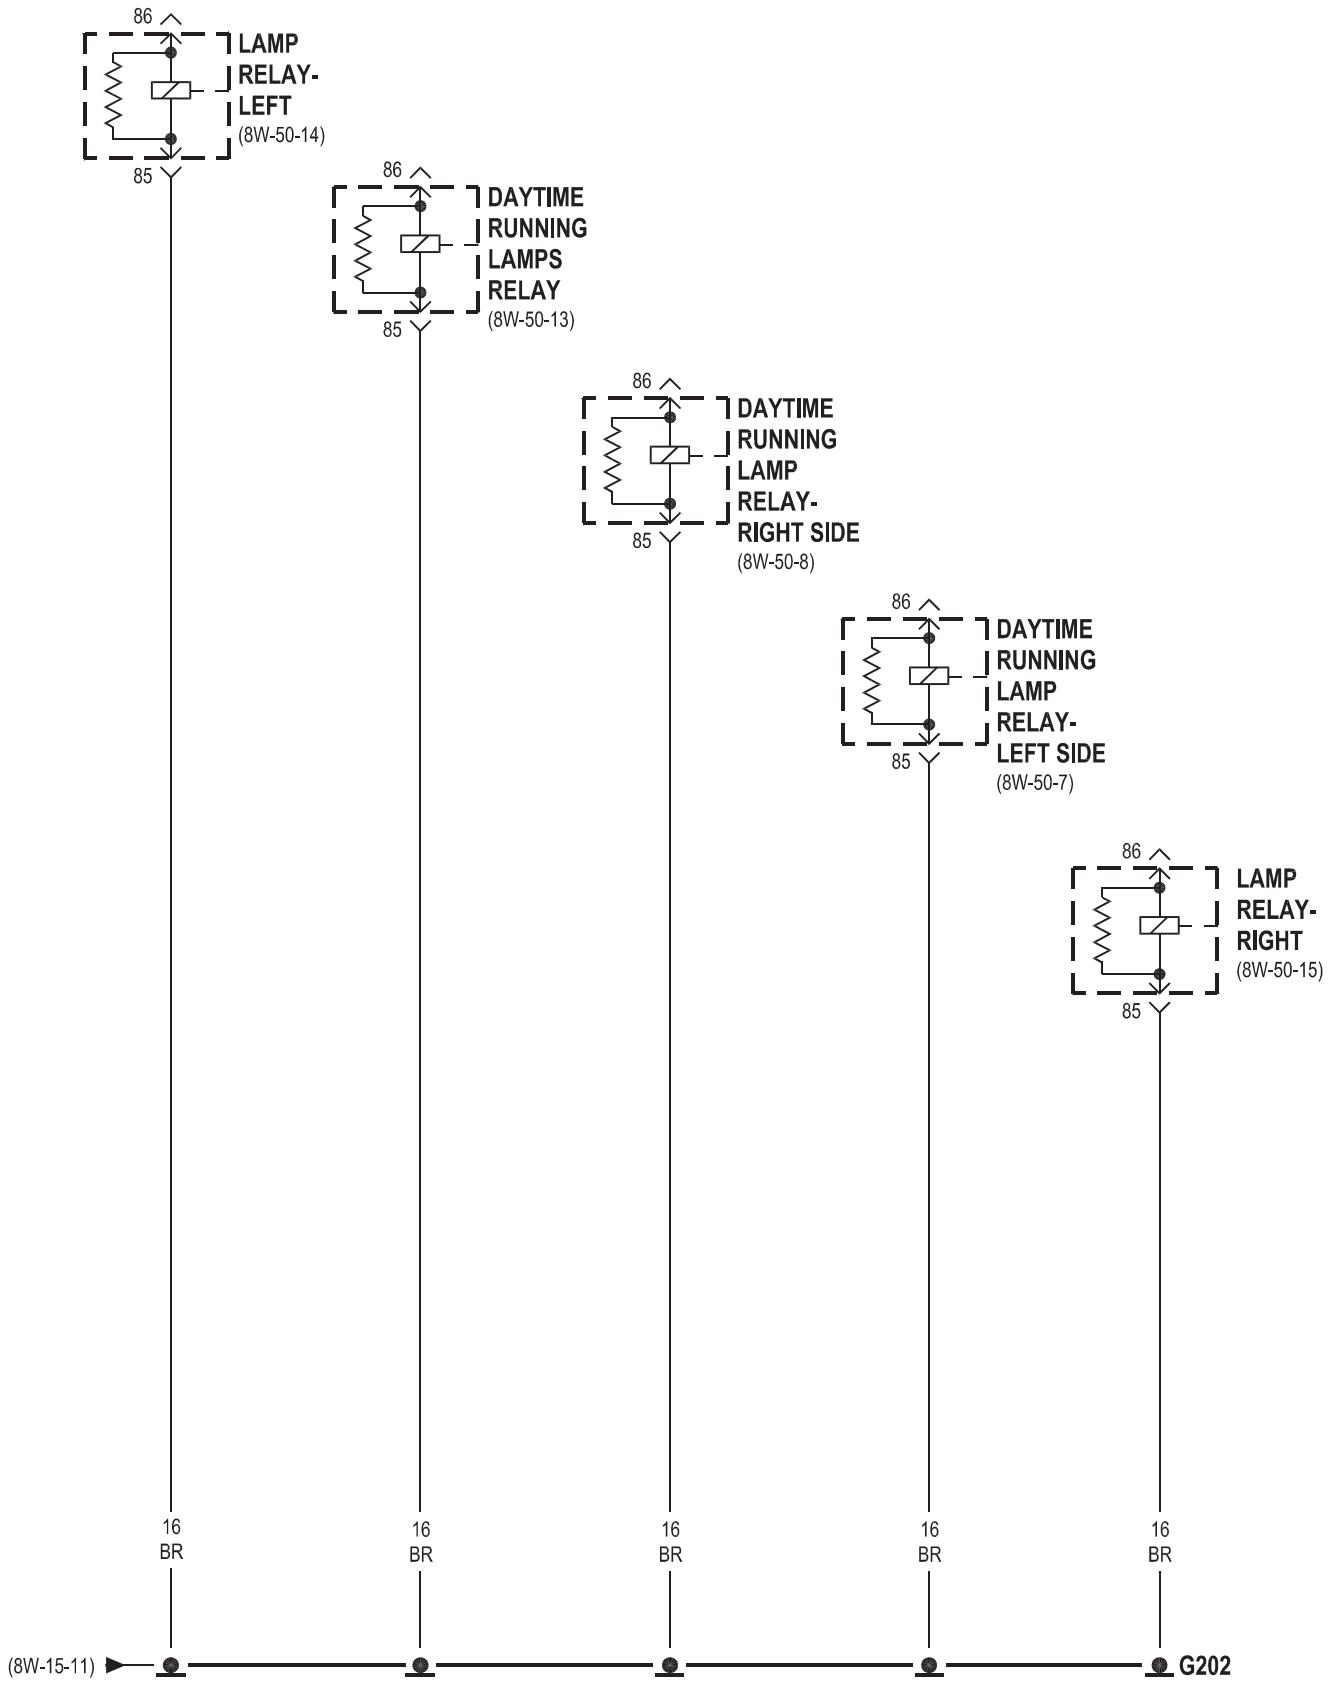 86
LAMP
RELAY-
LEFT
(8W-50-14)
85
86
DAYTIME
RUNNING
LAMPS
RELAY
(8W-50-13)
85
86
DAYTIME
RUNNING
LAMP
RELAY-
RIGHT SIDE
(8W-50-8)
85
86
DAYTIME
RUNNING
LAMP
RELAY-
LEFT SIDE
(8W-50-7)
85
86
LAMP
RELAY-
RIGHT
(8W-50-15)
85
16
BR
16
BR
16
BR
16
BR
16
BR
(8W-15-11)
G202